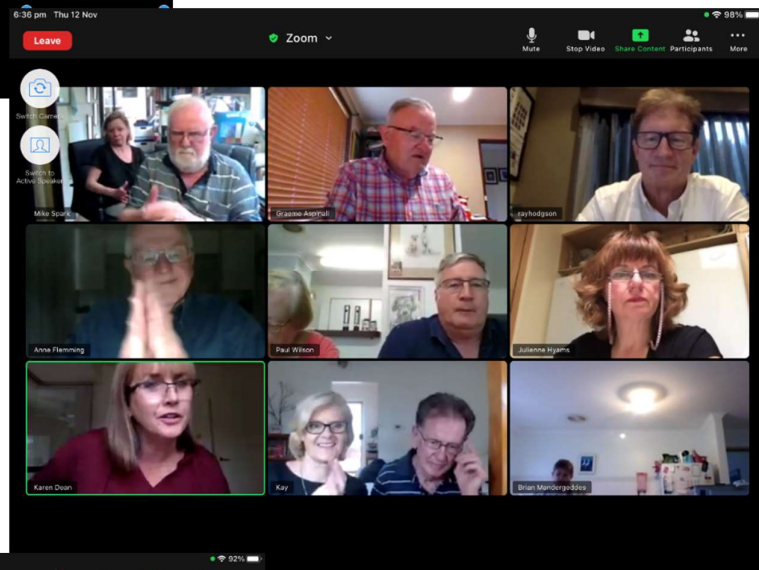 6:36 pm Thu 12 Nov
98%
Leave
Zoom
Mute
Stop Video
Share Content
Participants
More
Switch Camera
Switch to
Active Speaker
Mike Spark
Graeme Aspinall
rayhodgson
Anne Flemming
Paul Wilson
Julienne Hyams
Karen Dean
Kay
Brian Mandergeddes
92%